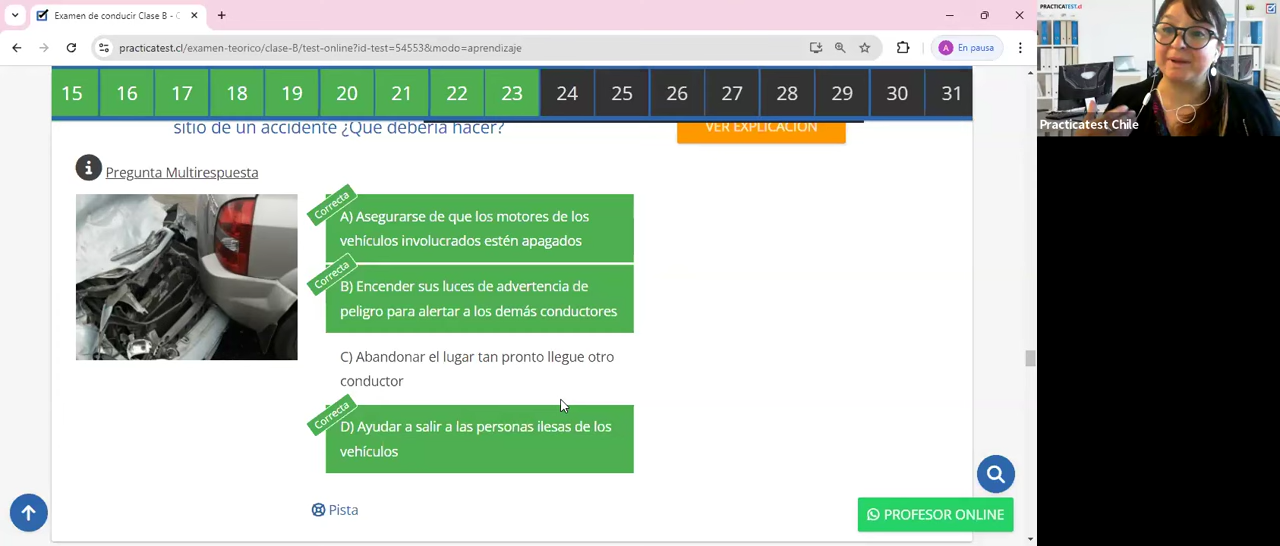 Examen de conducir Clase B - C
practicatest.cl/examen-teorico/clase-B/test-online?id-test=54553&modo=aprendizaje
A
En pausa
PRACTICATEST.cl
15 16 17 18 19 20 21 22 23 24 25 26 27 28 29 30 31
sitio de un accidente ¿Qué debería hacer?
VER EXPLICACIÓN
Practicatest Chile
Pregunta Multirespuesta
Correcta
A) Asegurarse de que los motores de los
vehículos involucrados estén apagados
Correcta
B) Encender sus luces de advertencia de
peligro para alertar a los demás conductores
C) Abandonar el lugar tan pronto llegue otro
conductor
Correcta
D) Ayudar a salir a las personas ilesas de los
vehículos
Pista
PROFESOR ONLINE